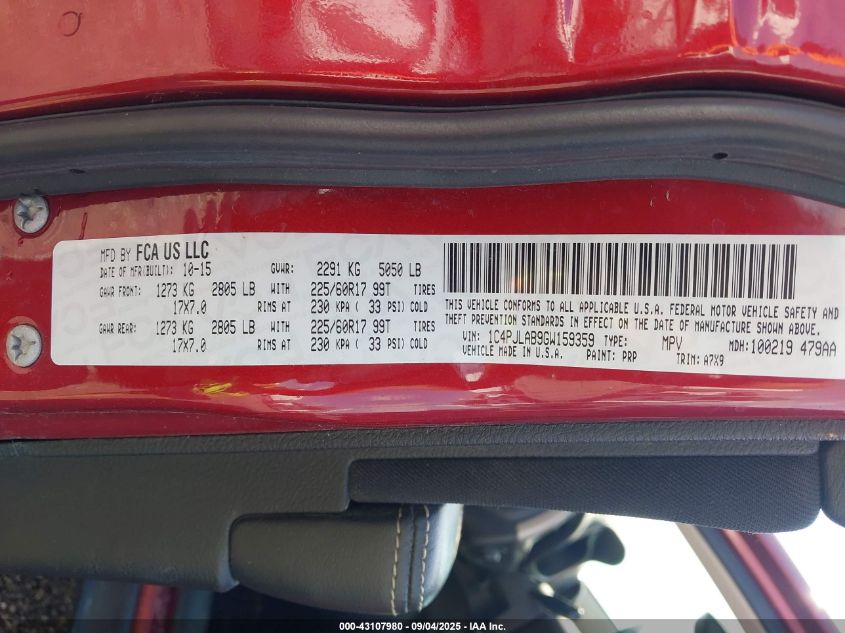 MFD BY FCA US LLC
DATE OF MFR(BUILT): 10-15 GVWR: 2291 KG 5050 LB
GAWR FRONT: 1273 KG 2805 LB WITH 225/60R17 99T TIRES
17X7.0 RIMS AT 230 KPA ( 33 PSI) COLD
GAWR REAR: 1273 KG 2805 LB WITH 225/60R17 99T TIRES
17X7.0 RIMS AT 230 KPA ( 33 PSI) COLD
THIS VEHICLE CONFORMS TO ALL APPLICABLE U.S.A. FEDERAL MOTOR VEHICLE SAFETY AND
THEFT PREVENTION STANDARDS IN EFFECT ON THE DATE OF MANUFACTURE SHOWN ABOVE.
VIN: 1C4PJLAB9GW159359 TYPE: MPV MDH: 100219 479AA
VEHICLE MADE IN U.S.A. PAINT: PRP TRIM: A7X9
000-43107980 - 09/04/2025 - IAA Inc.